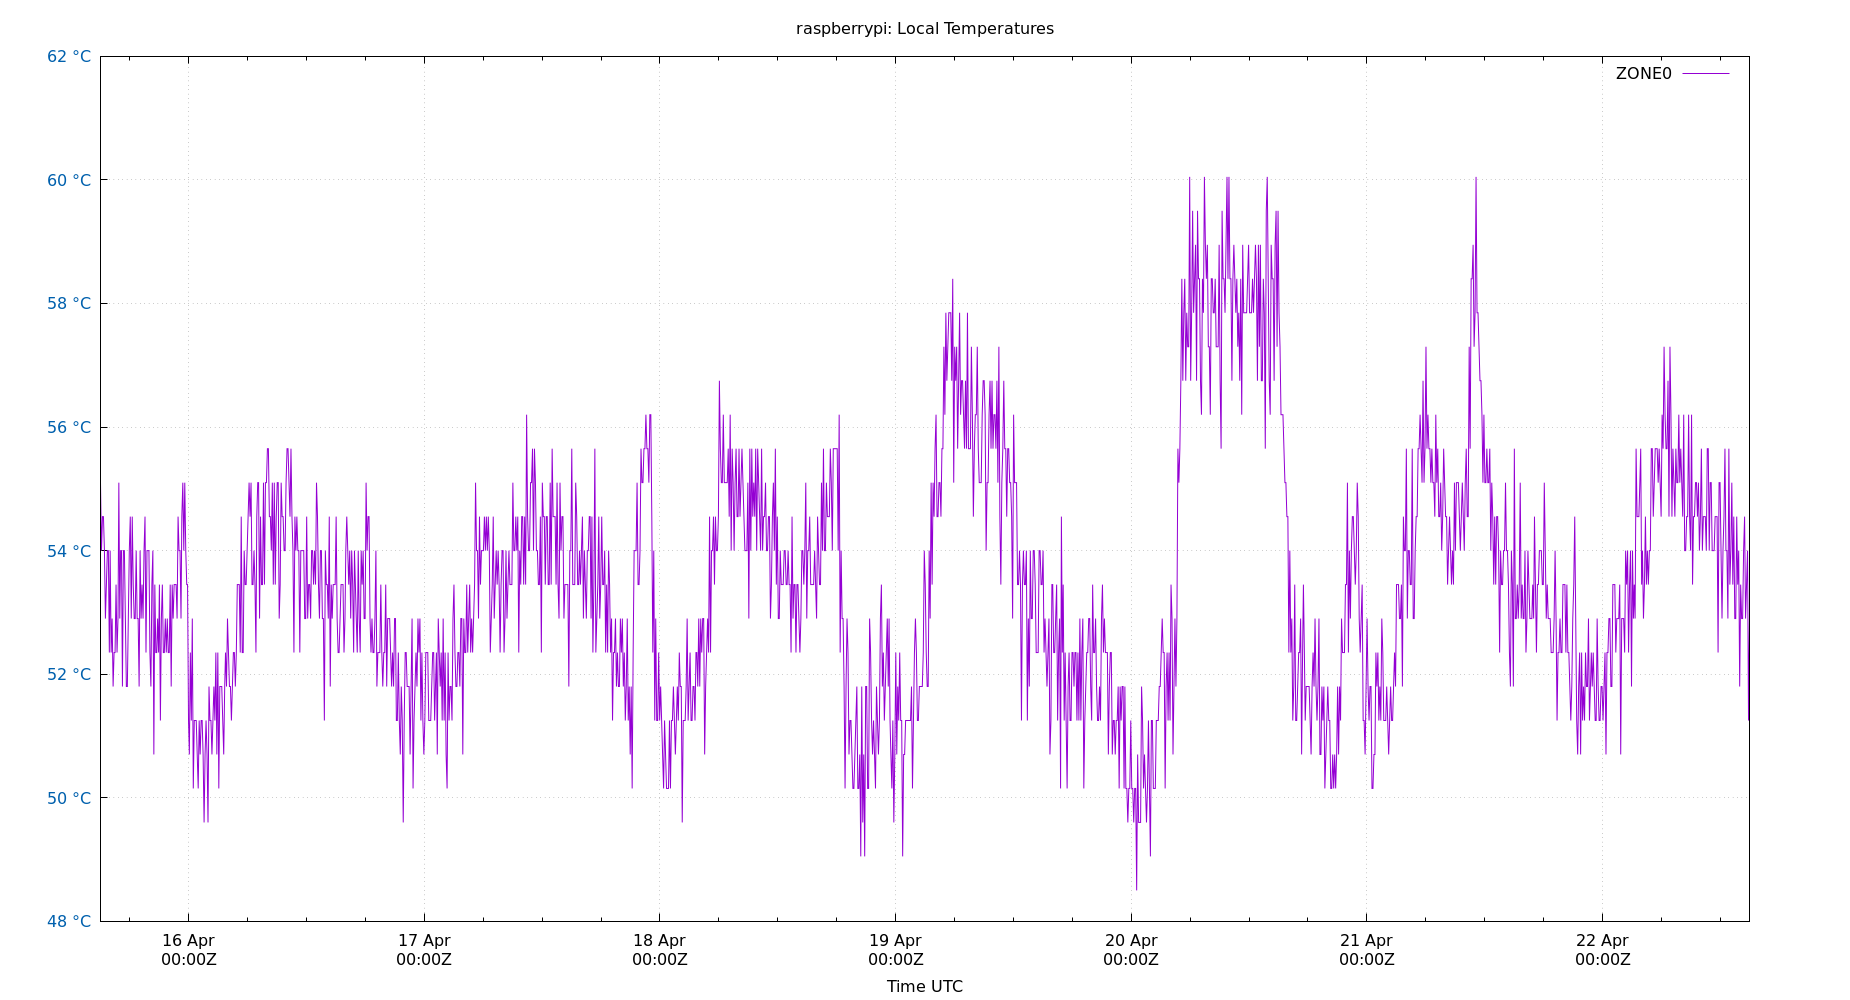 raspberrypi: Local Temperatures
62 °C
ZONE0
60 °C
58 °C
56 °C
54 °C
52 °C
50 °C
48 °C
16 Apr 17 Apr 18 Apr 19 Apr 20 Apr 21 Apr 22 Apr
00:00Z 00:00Z 00:00Z 00:00Z 00:00Z 00:00Z 00:00Z
Time UTC